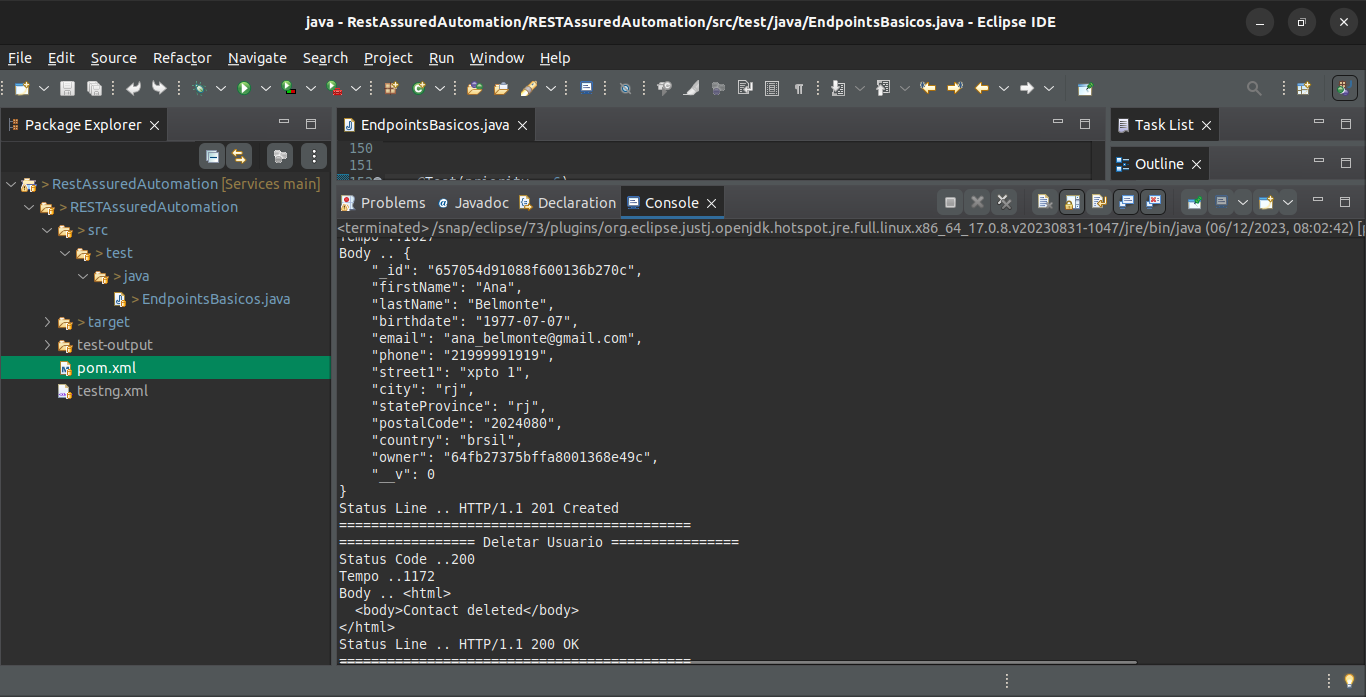 java - RestAssuredAutomation/RESTAssuredAutomation/src/test/java/EndpointsBasicos.java - Eclipse IDE
File Edit Source Refactor Navigate Search Project Run Window Help
Package Explorer
> RestAssuredAutomation [Services main]
> RESTAssuredAutomation
> src
> test
> java
> EndpointsBasicos.java
> target
test-output
pom.xml
testng.xml
EndpointsBasicos.java
150
151
Task List
Outline
Problems Javadoc Declaration Console
<terminated> /snap/eclipse/73/plugins/org.eclipse.justj.openjdk.hotspot.jre.full.linux.x86_64_17.0.8.v20230831-1047/jre/bin/java (06/12/2023, 08:02:42) [p
Tempo ..1027
Body .. {
    "_id": "657054d91088f600136b270c",
    "firstName": "Ana",
    "lastName": "Belmonte",
    "birthdate": "1977-07-07",
    "email": "ana_belmonte@gmail.com",
    "phone": "21999991919",
    "street1": "xpto 1",
    "city": "rj",
    "stateProvince": "rj",
    "postalCode": "2024080",
    "country": "brsil",
    "owner": "64fb27375bffa8001368e49c",
    "__v": 0
}
Status Line .. HTTP/1.1 201 Created
============================================
================= Deletar Usuario ================
Status Code ..200
Tempo ..1172
Body .. <html>
  <body>Contact deleted</body>
</html>
Status Line .. HTTP/1.1 200 OK
============================================